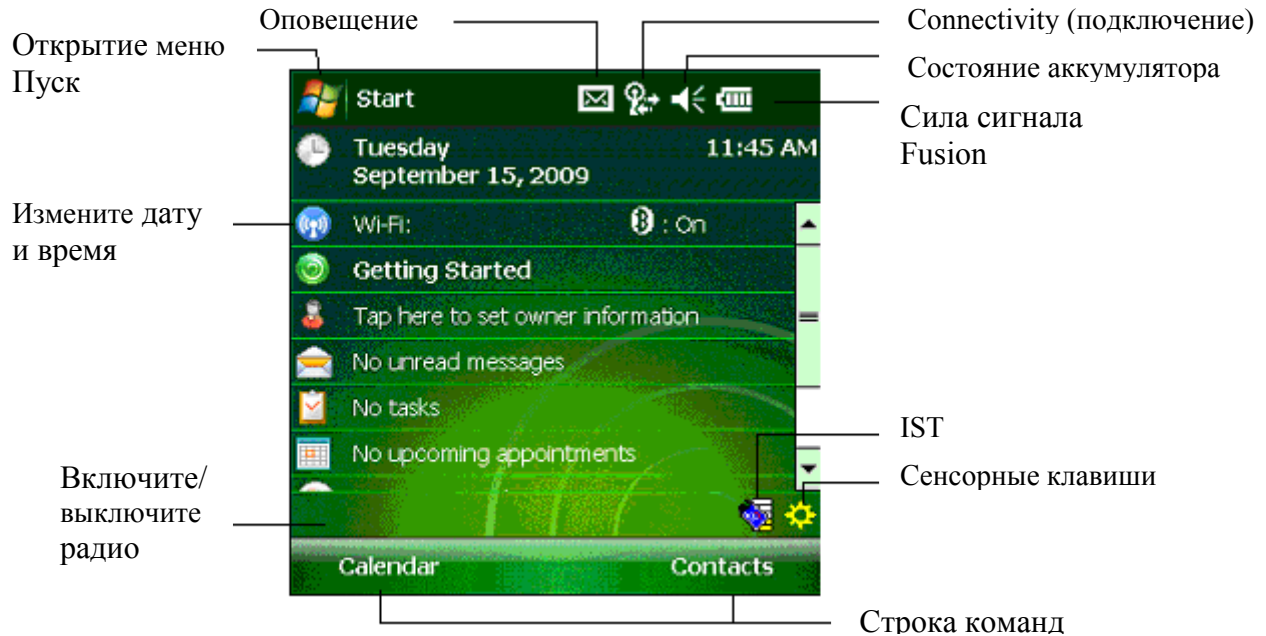 Оповещение
Connectivity (подключение)
Открытие меню
Пуск
Состояние аккумулятора
Сила сигнала
Fusion
Start
Tuesday 11:45 AM
September 15, 2009
Измените дату
и время
Wi-Fi: : On
Getting Started
Tap here to set owner information
No unread messages
No tasks
No upcoming appointments
IST
Сенсорные клавиши
Включите/
выключите
радио
Calendar Contacts
Строка команд